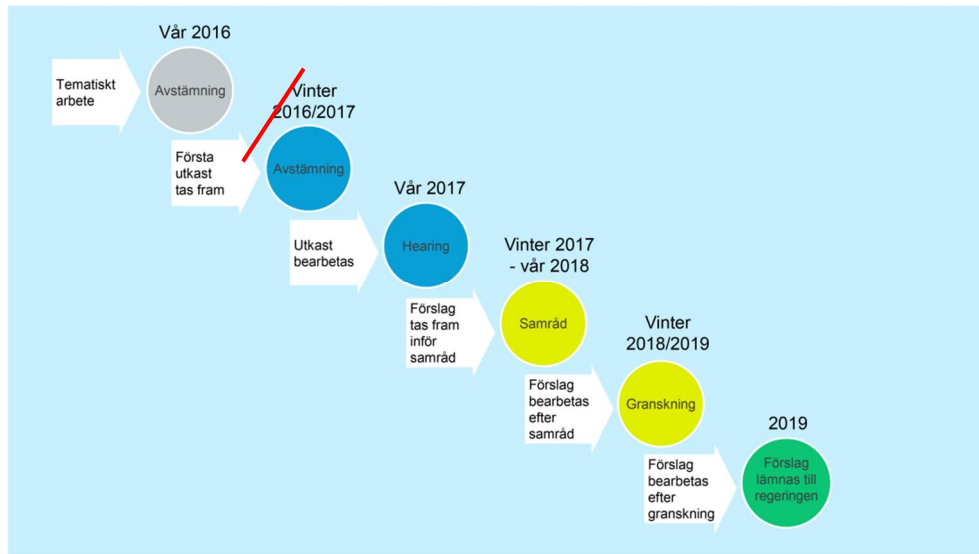 Vår 2016
Tematiskt
arbete
Avstämning
Vinter
2016/2017
Första
utkast
tas fram
Avstämning
Vår 2017
Utkast
bearbetas
Hearing
Vinter 2017
- vår 2018
Förslag
tas fram
inför
samråd
Samråd
Vinter
2018/2019
Förslag
bearbetas
efter
samråd
Granskning
2019
Förslag
bearbetas
efter
granskning
Förslag
lämnas till
regeringen